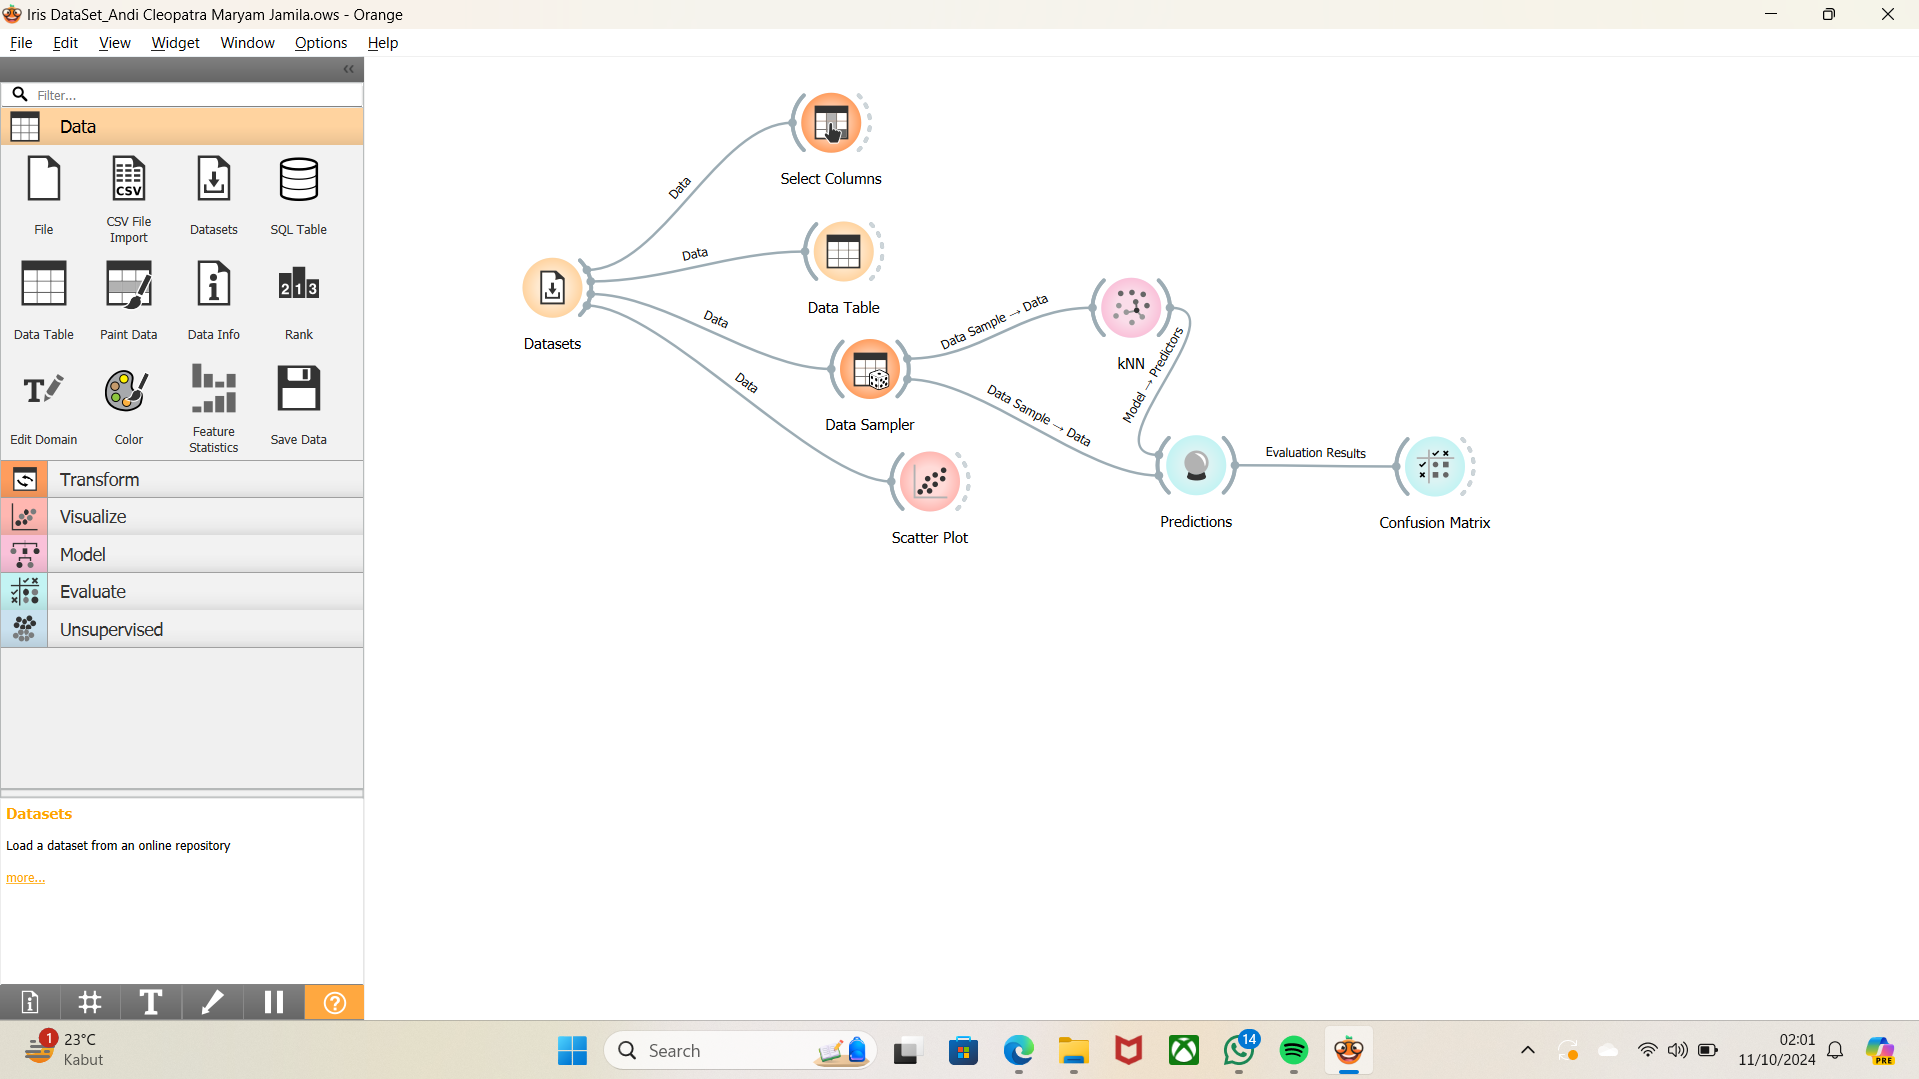 Iris DataSet_Andi Cleopatra Maryam Jamila.ows - Orange
File Edit View Widget Window Options Help
Filter...
Data
File
CSV File
Import
Datasets
SQL Table
Data Table
Paint Data
Data Info
Rank
Edit Domain
Color
Feature
Statistics
Save Data
Transform
Visualize
Model
Evaluate
Unsupervised
Datasets
Load a dataset from an online repository
more...
Select Columns
Data
Data
Data Table
Datasets
Data
Data
Data Sampler
Data Sample → Data
Data Sample → Data
kNN
Model → Predictors
Scatter Plot
Predictions
Evaluation Results
Confusion Matrix
1
23°C
Kabut
Search
14
02:01
11/10/2024
PRE